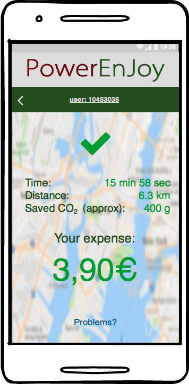 PowerEnJoy
user: 10453035
Time: 15 min 58 sec
Distance: 6.3 km
Saved CO₂ (approx): 400 g
Your expense:
3,90€
Problems?